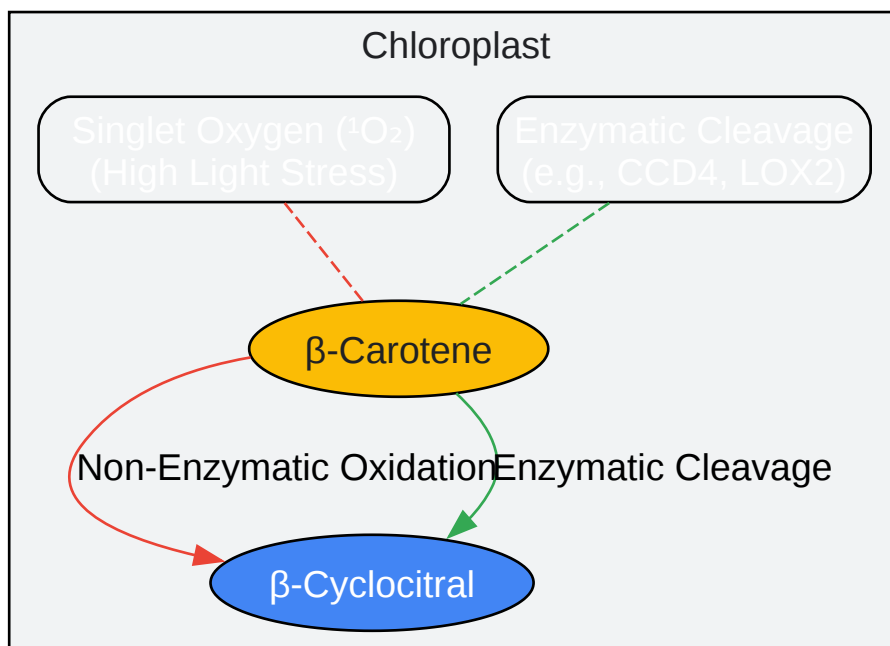 Chloroplast
Singlet Oxygen (¹O₂)
(High Light Stress)
Enzymatic Cleavage
(e.g., CCD4, LOX2)
β-Carotene
Non-Enzymatic Oxidation
Enzymatic Cleavage
β-Cyclocitral